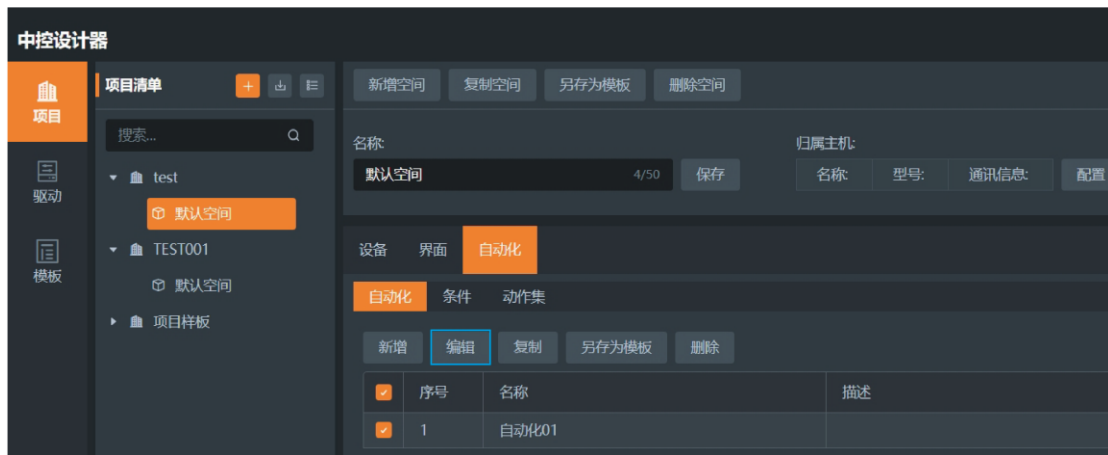 中控设计器
项目
驱动
模板
项目清单
搜索...
test
默认空间
TEST001
默认空间
项目样板
新增空间 复制空间 另存为模板 删除空间
名称: 归属主机:
默认空间 4/50 保存 名称: 型号: 通讯信息: 配置
设备 界面 自动化
自动化 条件 动作集
新增 编辑 复制 另存为模板 删除
序号 名称 描述
1 自动化01